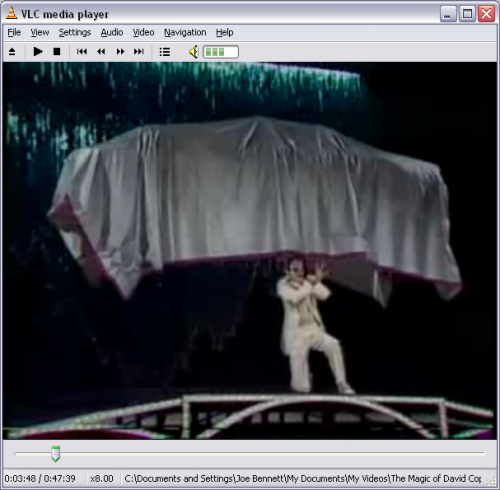 VLC media player
File View Settings Audio Video Navigation Help
0:03:48 / 0:47:39 x8.00 C:\Documents and Settings\Joe Bennett\My Documents\My Videos\The Magic of David Cop